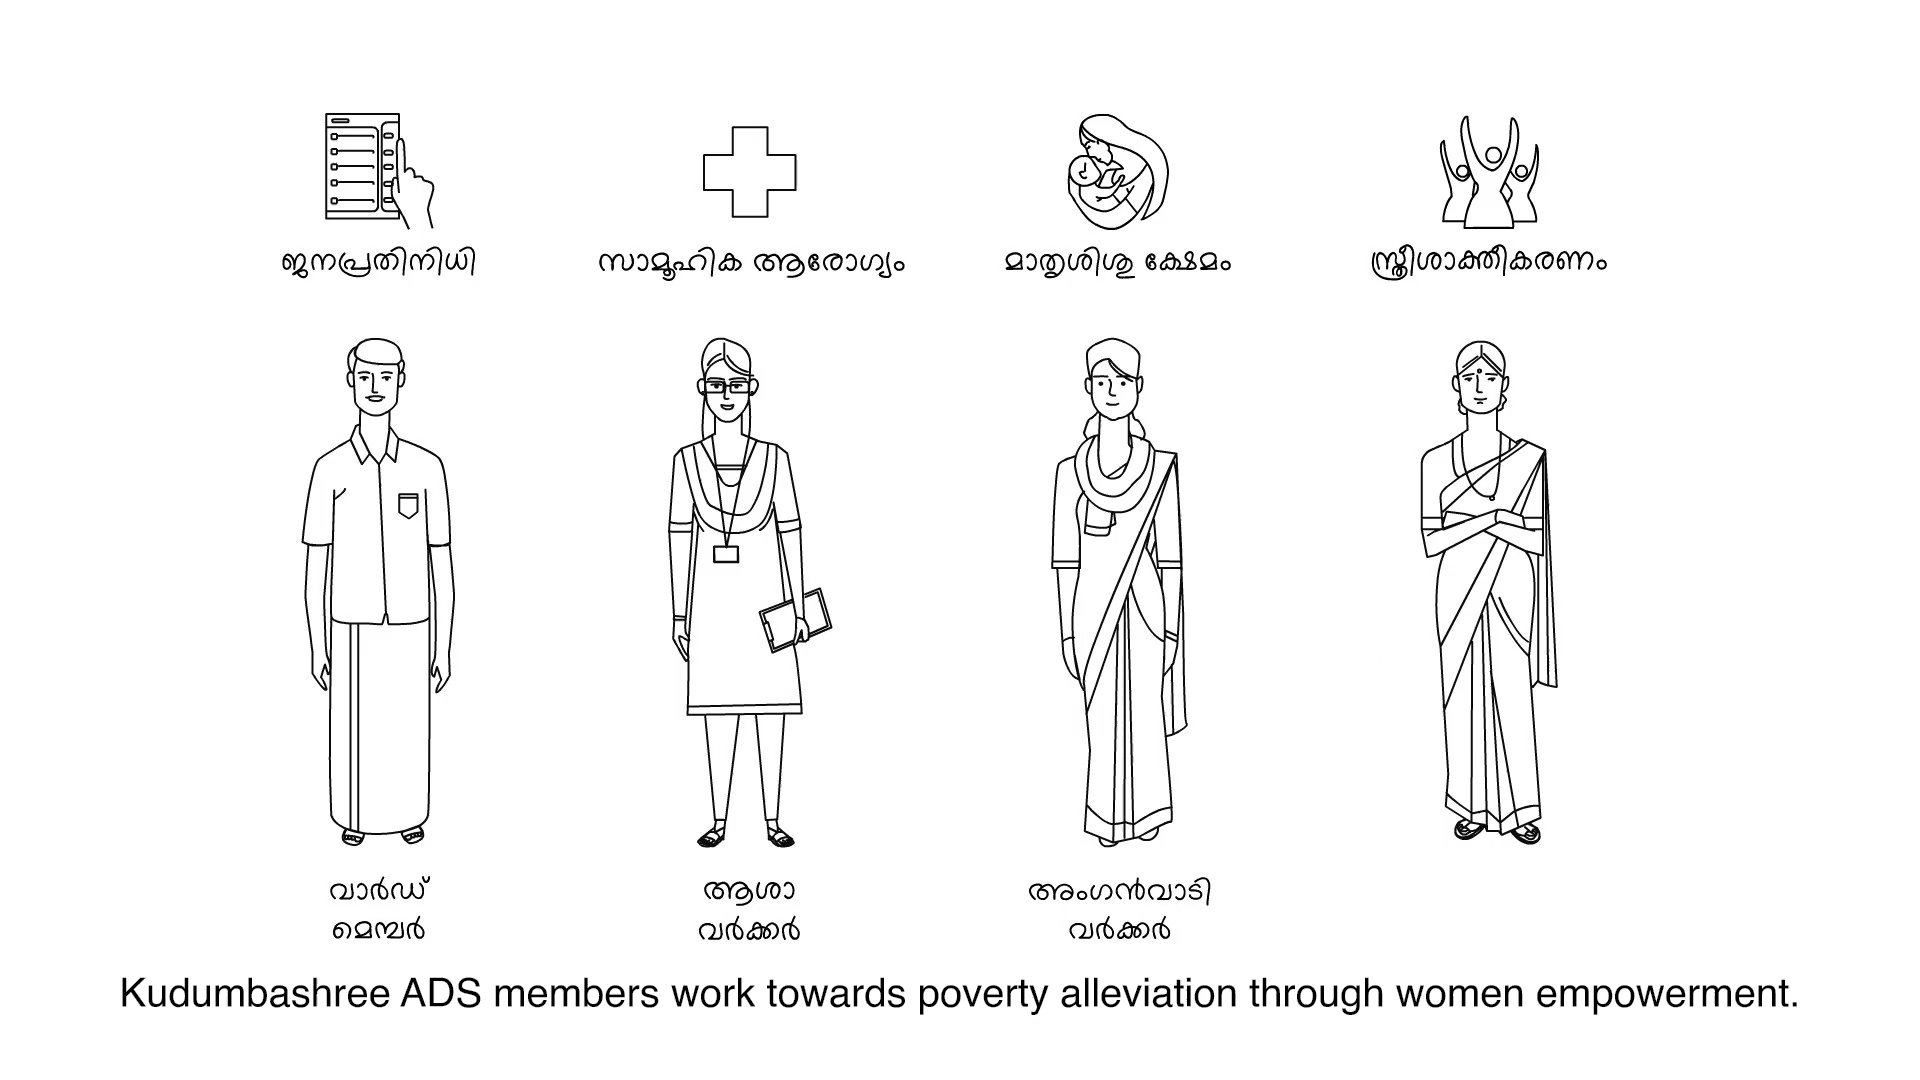 ജനപ്രതിനിധി
സാമൂഹിക ആരോഗ്യം
മാതൃശിശു ക്ഷേമം
സ്ത്രീശാക്തീകരണം
വാർഡ്
മെമ്പർ
ആശാ
വർക്കർ
അംഗൻവാടി
വർക്കർ
Kudumbashree ADS members work towards poverty alleviation through women empowerment.